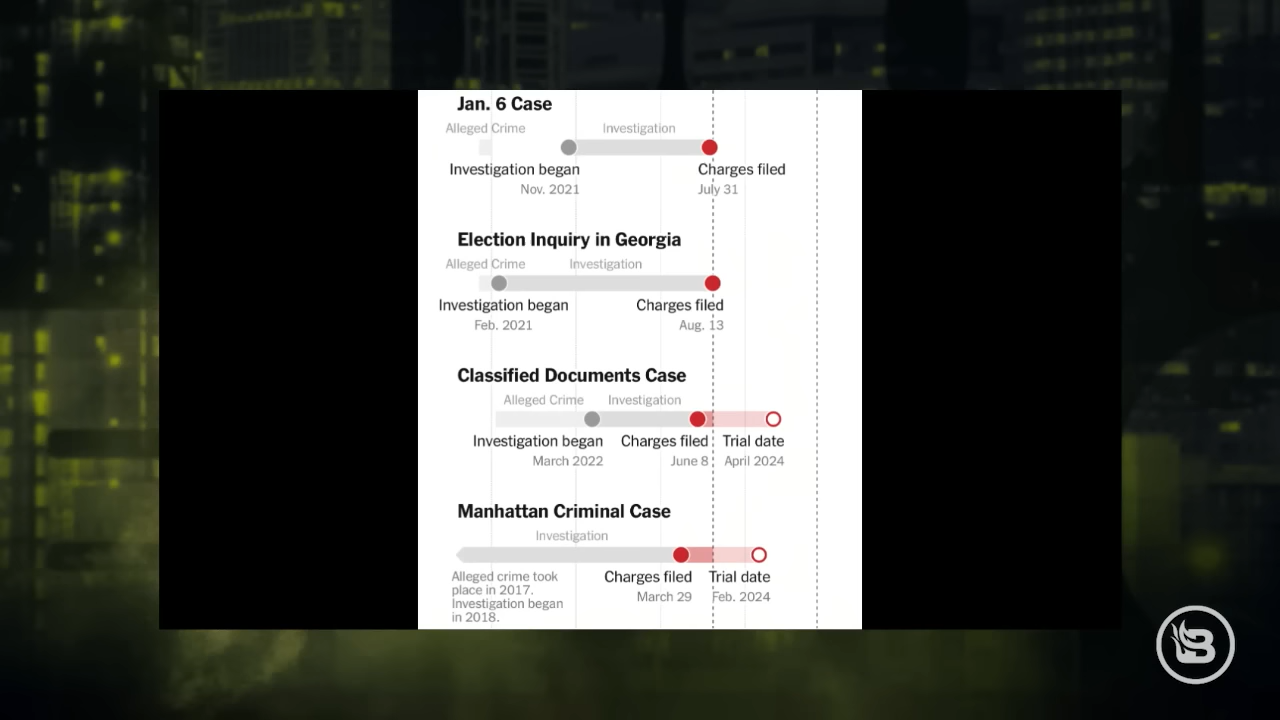 Jan. 6 Case
Alleged Crime Investigation
Investigation began Charges filed
Nov. 2021 July 31
Election Inquiry in Georgia
Alleged Crime Investigation
Investigation began Charges filed
Feb. 2021 Aug. 13
Classified Documents Case
Alleged Crime Investigation
Investigation began Charges filed Trial date
March 2022 June 8 April 2024
Manhattan Criminal Case
Investigation
Alleged crime took
place in 2017.
Investigation began
in 2018.
Charges filed Trial date
March 29 Feb. 2024
B